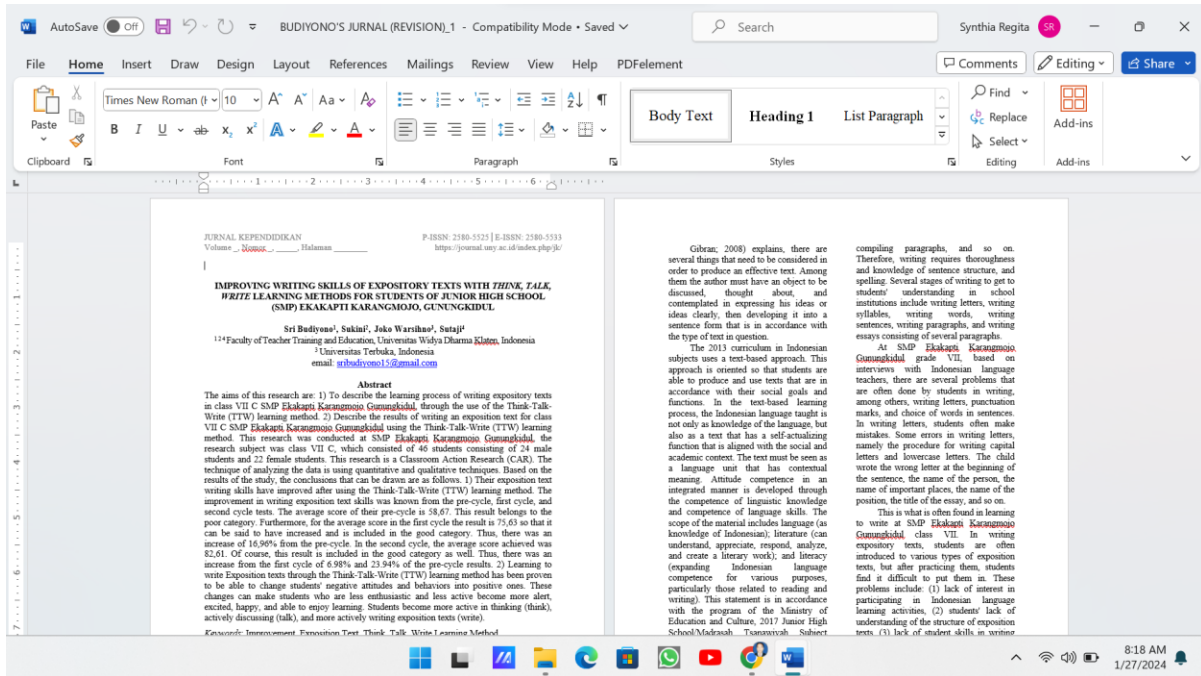 AutoSave Off BUDIYONO'S JURNAL (REVISION)_1 - Compatibility Mode • Saved Search Synthia Regita SR
File Home Insert Draw Design Layout References Mailings Review View Help PDFelement Comments Editing Share
Times New Roman (H 10 Aa Body Text Heading 1 List Paragraph Find
Paste B I U ab x₂ x² A A Replace Add-ins
Select
Clipboard Font Paragraph Styles Editing Add-ins
1 2 3 4 5 6
JURNAL KEPENDIDIKAN P-ISSN: 2580-5525 | E-ISSN: 2580-5533
Volume _, Nomor _, _____, Halaman ________ https://journal.uny.ac.id/index.php/jk/
IMPROVING WRITING SKILLS OF EXPOSITORY TEXTS WITH THINK, TALK,
WRITE LEARNING METHODS FOR STUDENTS OF JUNIOR HIGH SCHOOL
(SMP) EKAKAPTI KARANGMOJO, GUNUNGKIDUL
Sri Budiyono¹, Sukini², Joko Warsihno³, Sutaji⁴
¹ ² ⁴ Faculty of Teacher Training and Education, Universitas Widya Dharma Klaten, Indonesia
³ Universitas Terbuka, Indonesia
email: sribudiyono15@gmail.com
Abstract
The aims of this research are: 1) To describe the learning process of writing expository texts
in class VII C SMP Ekakapti Karangmojo Gunungkidul, through the use of the Think-Talk-
Write (TTW) learning method. 2) Describe the results of writing an exposition text for class
VII C SMP Ekakapti Karangmojo Gunungkidul using the Think-Talk-Write (TTW) learning
method. This research was conducted at SMP Ekakapti Karangmojo Gunungkidul, the
research subject was class VII C, which consisted of 46 students consisting of 24 male
students and 22 female students. This research is a Classroom Action Research (CAR). The
technique of analyzing the data is using quantitative and qualitative techniques. Based on the
results of the study, the conclusions that can be drawn are as follows. 1) Their exposition text
writing skills have improved after using the Think-Talk-Write (TTW) learning method. The
improvement in writing exposition text skills was known from the pre-cycle, first cycle, and
second cycle tests. The average score of their pre-cycle is 58,67. This result belongs to the
poor category. Furthermore, for the average score in the first cycle the result is 75,63 so that it
can be said to have increased and is included in the good category. Thus, there was an
increase of 16,96% from the pre-cycle. In the second cycle, the average score achieved was
82,61. Of course, this result is included in the good category as well. Thus, there was an
increase from the first cycle of 6.98% and 23.94% of the pre-cycle results. 2) Learning to
write Exposition texts through the Think-Talk-Write (TTW) learning method has been proven
to be able to change students' negative attitudes and behaviors into positive ones. These
changes can make students who are less enthusiastic and less active become more alert,
excited, happy, and able to enjoy learning. Students become more active in thinking (think),
actively discussing (talk), and more actively writing exposition texts (write).
Keywords: Improvement, Exposition Text, Think, Talk, Write Learning Method
Gibran; 2008) explains, there are
several things that need to be considered in
order to produce an effective text. Among
them the author must have an object to be
discussed, thought about, and
contemplated in expressing his ideas or
ideas clearly, then developing it into a
sentence form that is in accordance with
the type of text in question.
The 2013 curriculum in Indonesian
subjects uses a text-based approach. This
approach is oriented so that students are
able to produce and use texts that are in
accordance with their social goals and
functions. In the text-based learning
process, the Indonesian language taught is
not only as knowledge of the language, but
also as a text that has a self-actualizing
function that is aligned with the social and
academic context. The text must be seen as
a language unit that has contextual
meaning. Attitude competence in an
integrated manner is developed through
the competence of linguistic knowledge
and competence of language skills. The
scope of the material includes language (as
knowledge of Indonesian); literature (can
understand, appreciate, respond, analyze,
and create a literary work); and literacy
(expanding Indonesian language
competence for various purposes,
particularly those related to reading and
writing). This statement is in accordance
with the program of the Ministry of
Education and Culture, 2017 Junior High
School/Madrasah Tsanawiyah Subject
compiling paragraphs, and so on.
Therefore, writing requires thoroughness
and knowledge of sentence structure, and
spelling. Several stages of writing to get to
students' understanding in school
institutions include writing letters, writing
syllables, writing words, writing
sentences, writing paragraphs, and writing
essays consisting of several paragraphs.
At SMP Ekakapti Karangmojo
Gunungkidul grade VII, based on
interviews with Indonesian language
teachers, there are several problems that
are often done by students in writing,
among others, writing letters, punctuation
marks, and choice of words in sentences.
In writing letters, students often make
mistakes. Some errors in writing letters,
namely the procedure for writing capital
letters and lowercase letters. The child
wrote the wrong letter at the beginning of
the sentence, the name of the person, the
name of important places, the name of the
position, the title of the essay, and so on.
This is what is often found in learning
to write at SMP Ekakapti Karangmojo
Gunungkidul class VII. In writing
expository texts, students are often
introduced to various types of exposition
texts, but after practicing them, students
find it difficult to put them in. These
problems include: (1) lack of interest in
participating in Indonesian language
learning activities, (2) students' lack of
understanding of the structure of exposition
texts, (3) lack of student skills in writing
8:18 AM
1/27/2024